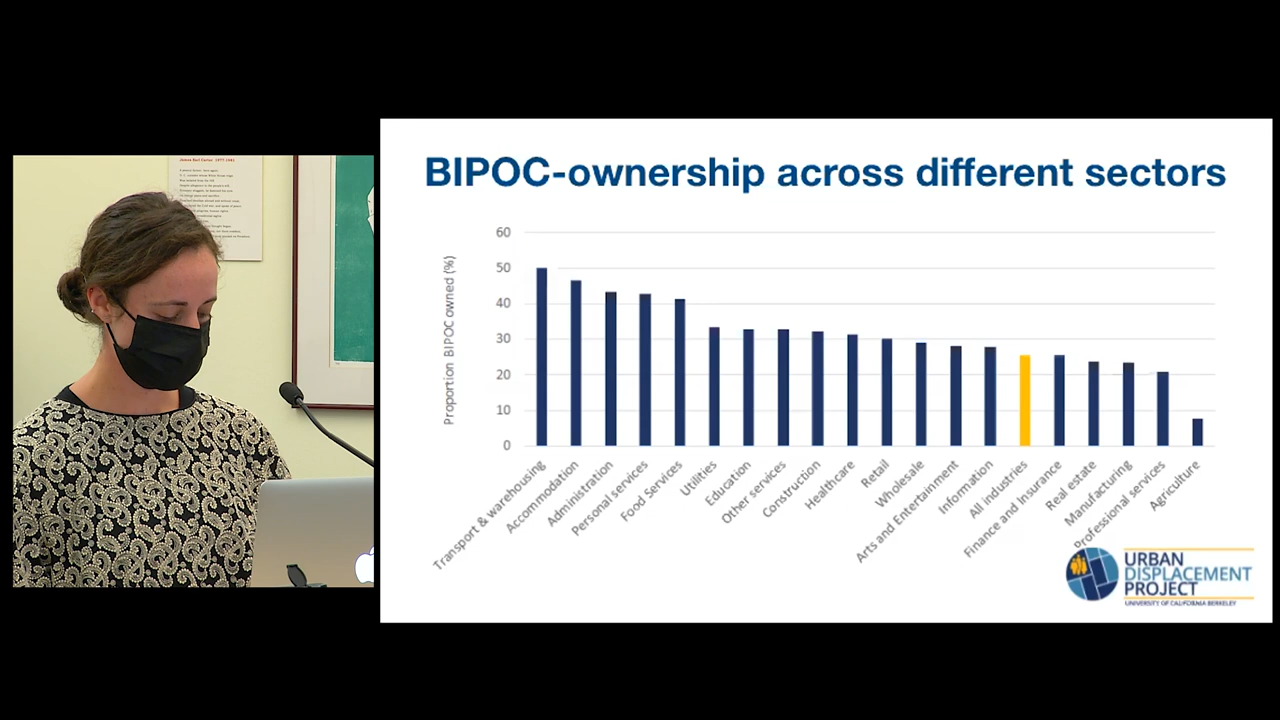 BIPOC-ownership across different sectors
Proportion BIPOC owned (%)
60
50
40
30
20
10
0
Transport & warehousing
Accommodation
Administration
Personal services
Food Services
Utilities
Education
Other services
Construction
Healthcare
Retail
Wholesale
Arts and Entertainment
Information
All industries
Finance and Insurance
Real estate
Manufacturing
Professional services
Agriculture
URBAN
DISPLACEMENT
PROJECT
UNIVERSITY OF CALIFORNIA BERKELEY